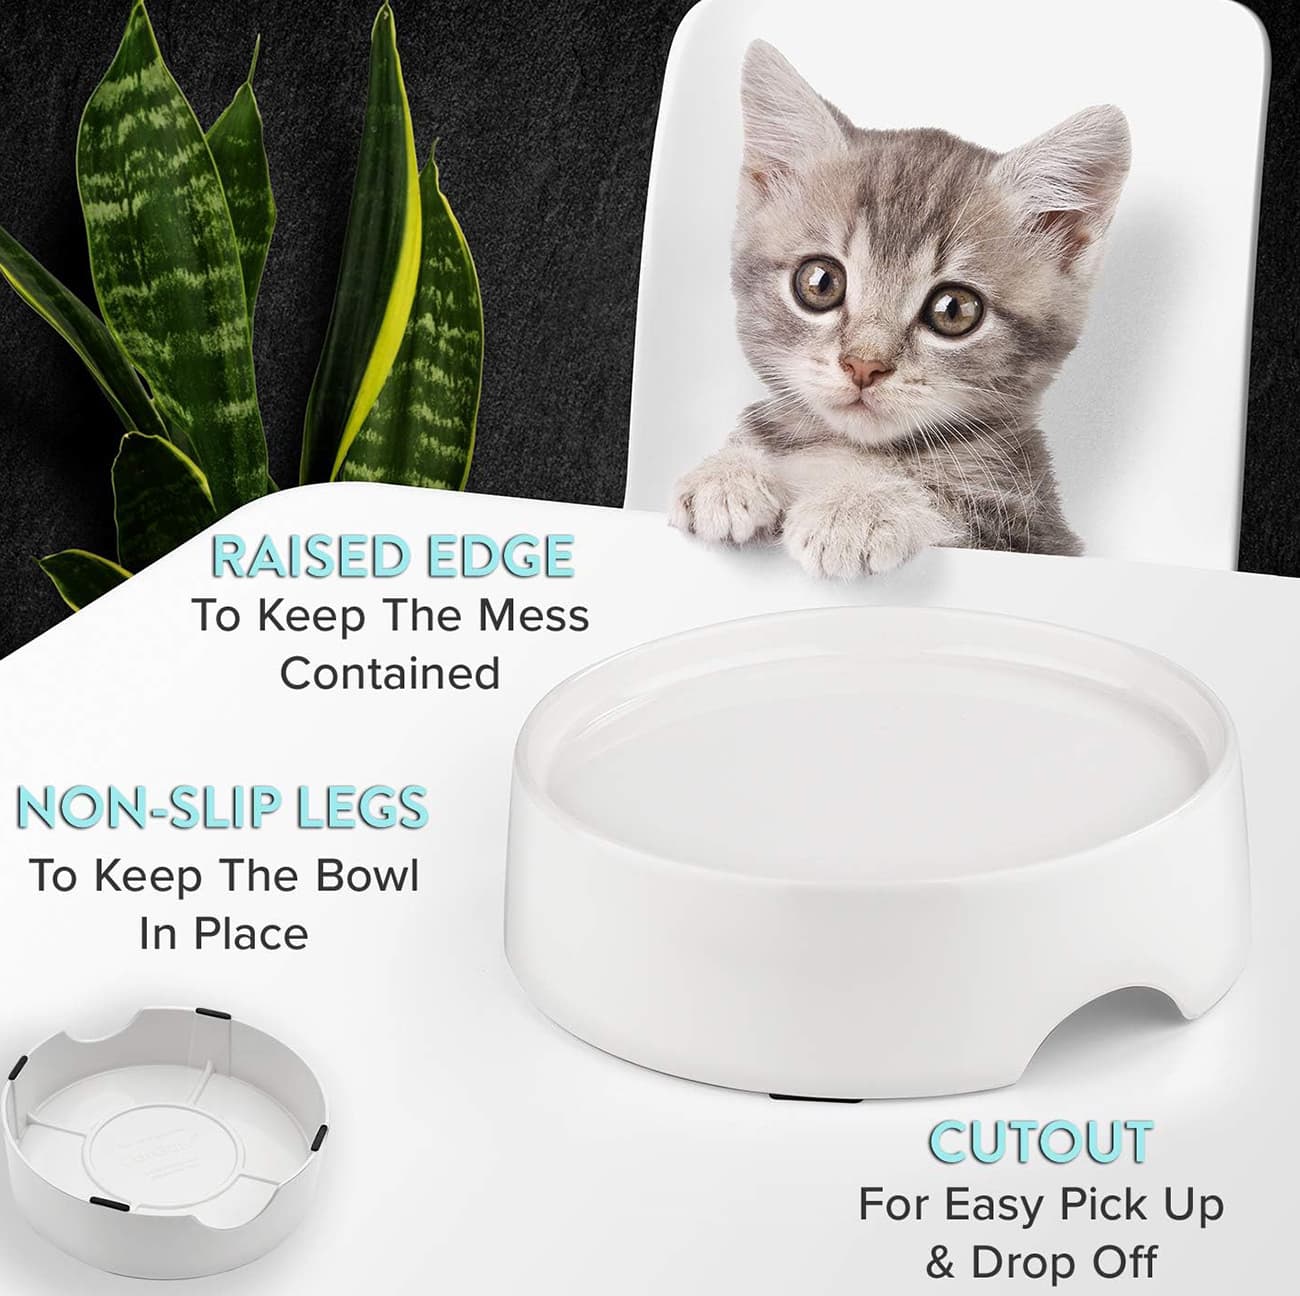 RAISED EDGE
To Keep The Mess
Contained
NON-SLIP LEGS
To Keep The Bowl
In Place
CUTOUT
For Easy Pick Up
& Drop Off